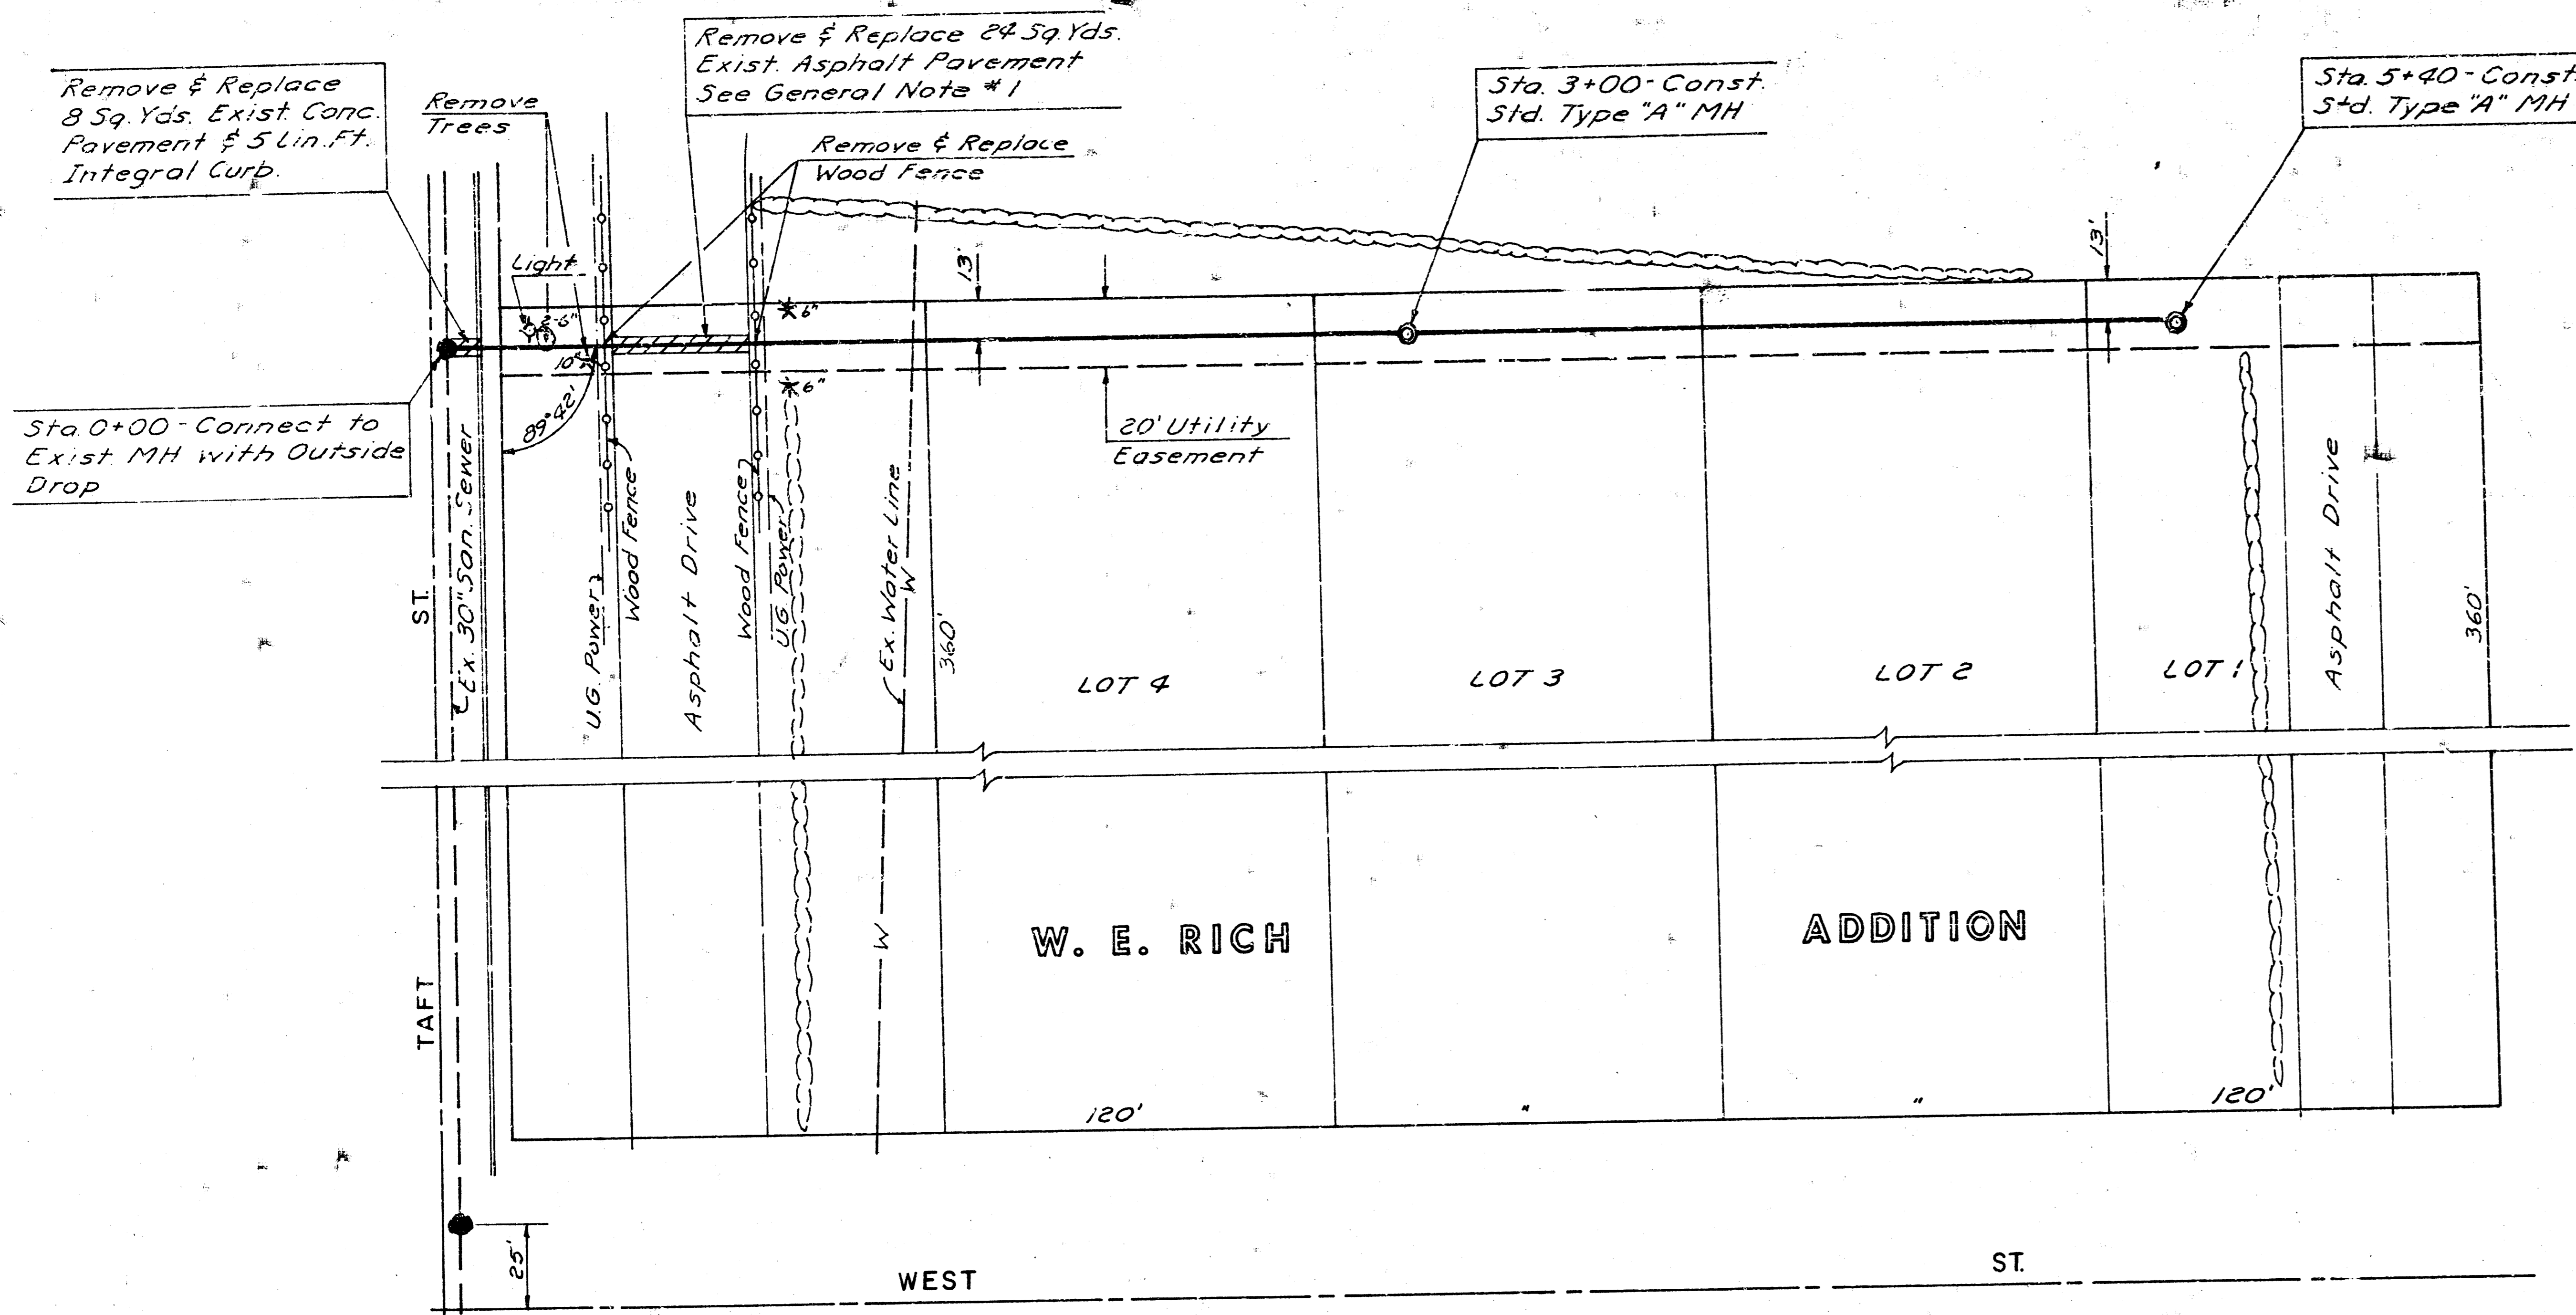 Remove & Replace
8 Sq. Yds. Exist. Conc.
Pavement & 5 Lin. Ft.
Integral Curb.
Remove
Trees
Remove & Replace 24 Sq. Yds.
Exist. Asphalt Pavement
See General Note #1
Remove & Replace
Wood Fence
Sta. 3+00 - Const.
Std. Type "A" MH
Sta. 5+40 - Const.
Std. Type "A" MH
Light
2-6"
10"
6"
6"
13'
13'
89°42'
Sta. 0+00 - Connect to
Exist. MH with Outside
Drop
20' Utility
Easement
ST.
Ex. 30" San. Sewer
U.G. Power
Wood Fence
Asphalt Drive
Wood Fence
U.G. Power
Ex. Water Line
W
360'
LOT 4
LOT 3
LOT 2
LOT 1
Asphalt Drive
360'
W. E. RICH
ADDITION
W
TAFT
120'
"
"
120'
25'
WEST
ST.